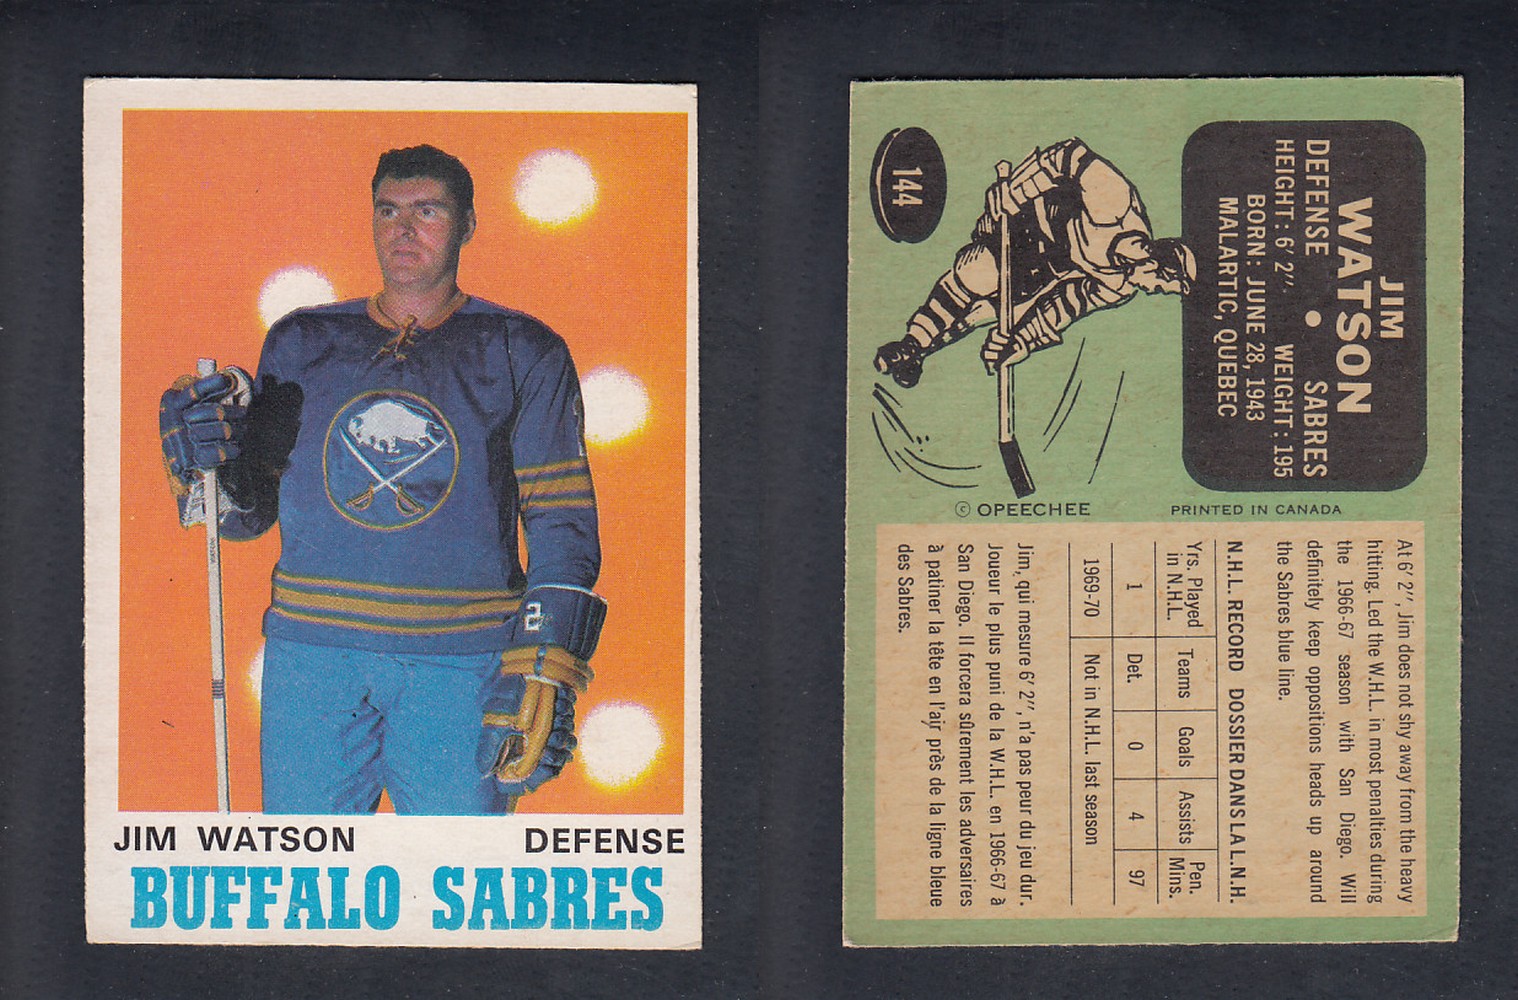 JIM WATSON DEFENSE
BUFFALO SABRES
2
144
JIM
WATSON
DEFENSE • SABRES
HEIGHT: 6' 2". WEIGHT: 195
BORN: JUNE 28, 1943
MALARTIC, QUEBEC
© OPEECHEE PRINTED IN CANADA
At 6' 2", Jim does not shy away from the heavy
hitting. Led the W.H.L. in most penalties during
the 1966-67 season with San Diego. Will
definitely keep oppositions heads up around
the Sabres blue line.
N.H.L. RECORD DOSSIER DANS LA L.N.H.
Yrs. Played in N.H.L. Teams Goals Assists Pen. Mins.
1 Det. 0 4 97
1969-70 Not in N.H.L. last season
Jim, qui mesure 6' 2", n'a pas peur du jeu dur.
Joueur le plus puni de la W.H.L. en 1966-67 à
San Diego. Il forcera sûrement les adversaires
à patiner la tête en l'air près de la ligne bleue
des Sabres.